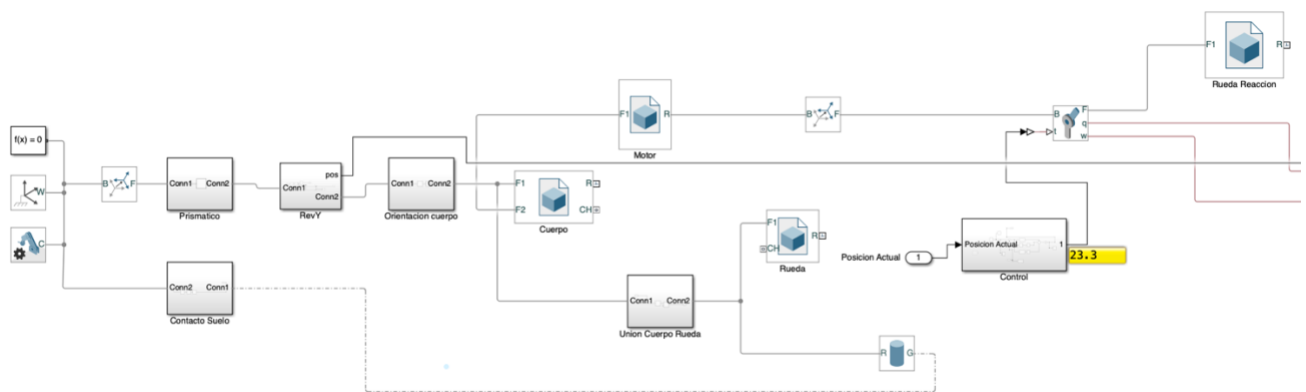 F1
R
Rueda Reaccion
F1
R
Motor
B
F
B
F
q
t
w
f(x) = 0
W
C
B
F
Conn1
Conn2
Prismatico
Conn1
pos
Conn2
RevY
Conn1
Conn2
Orientacion cuerpo
F1
R
F2
CH
Cuerpo
F1
CH
R
Rueda
Posicion Actual
1
Posicion Actual
1
23.3
Control
Conn2
Conn1
Contacto Suelo
Conn1
Conn2
Union Cuerpo Rueda
R
G